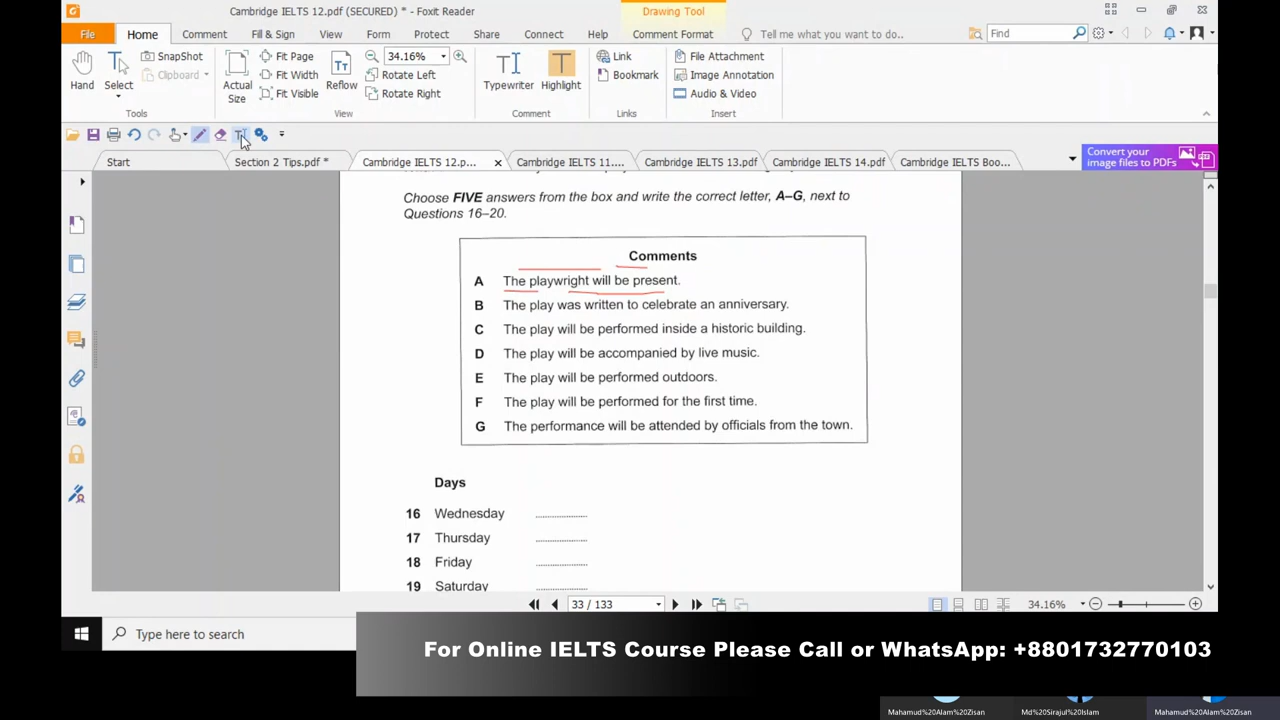 Cambridge IELTS 12.pdf (SECURED) * - Foxit Reader
Drawing Tool
File Home Comment Fill & Sign View Form Protect Share Connect Help Comment Format Tell me what you want to do.. Find
Hand Select SnapShot Clipboard Actual Size Fit Page Fit Width Fit Visible Reflow 34.16% Rotate Left Rotate Right Typewriter Highlight Link Bookmark File Attachment Image Annotation Audio & Video
Tools View Comment Links Insert
Start Section 2 Tips.pdf * Cambridge IELTS 12.p... Cambridge IELTS 11.... Cambridge IELTS 13.pdf Cambridge IELTS 14.pdf Cambridge IELTS Boo...
Convert your
image files to PDFs
Choose FIVE answers from the box and write the correct letter, A–G, next to
Questions 16–20.
Comments
A The playwright will be present.
B The play was written to celebrate an anniversary.
C The play will be performed inside a historic building.
D The play will be accompanied by live music.
E The play will be performed outdoors.
F The play will be performed for the first time.
G The performance will be attended by officials from the town.
Days
16 Wednesday ........................
17 Thursday ........................
18 Friday ........................
19 Saturday ........................
33 / 133 34.16%
Type here to search
For Online IELTS Course Please Call or WhatsApp: +8801732770103
Mahamud%20Alam%20Zisan Md%20Sirajul%20Islam Mahamud%20Alam%20Zisan